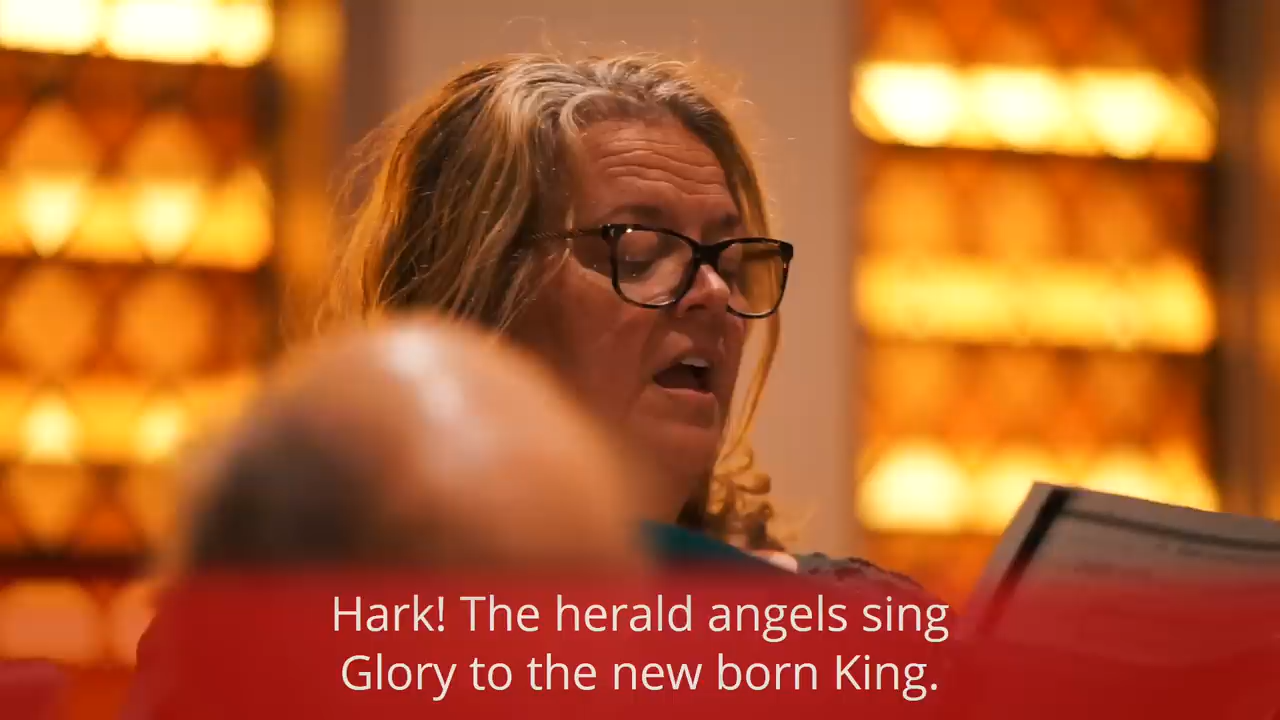 Hark! The herald angels sing
Glory to the new born King.